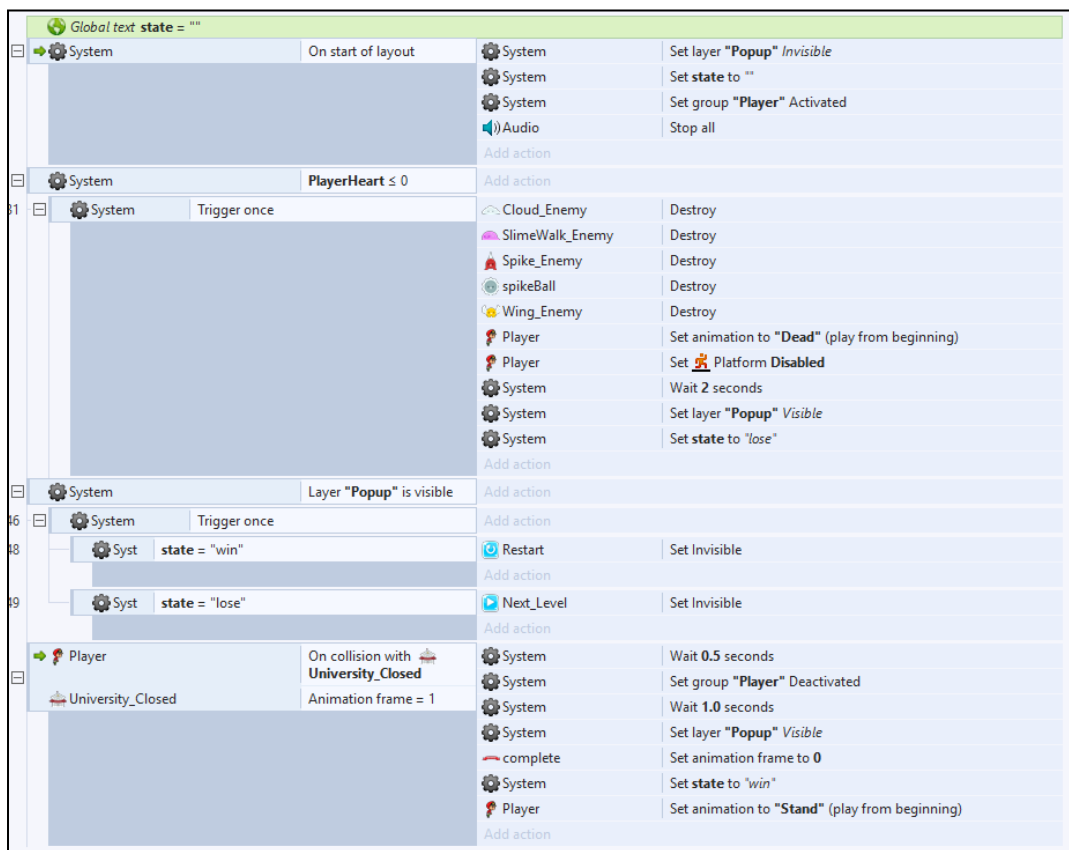 Global text state = ""
System On start of layout System Set layer "Popup" Invisible
System Set state to ""
System Set group "Player" Activated
Audio Stop all
Add action
System PlayerHeart ≤ 0 Add action
31 System Trigger once Cloud_Enemy Destroy
SlimeWalk_Enemy Destroy
Spike_Enemy Destroy
spikeBall Destroy
Wing_Enemy Destroy
Player Set animation to "Dead" (play from beginning)
Player Set Platform Disabled
System Wait 2 seconds
System Set layer "Popup" Visible
System Set state to "lose"
Add action
System Layer "Popup" is visible Add action
46 System Trigger once Add action
48 Syst state = "win" Restart Set Invisible
Add action
49 Syst state = "lose" Next_Level Set Invisible
Add action
Player On collision with University_Closed System Wait 0.5 seconds
System Set group "Player" Deactivated
University_Closed Animation frame = 1 System Wait 1.0 seconds
System Set layer "Popup" Visible
complete Set animation frame to 0
System Set state to "win"
Player Set animation to "Stand" (play from beginning)
Add action